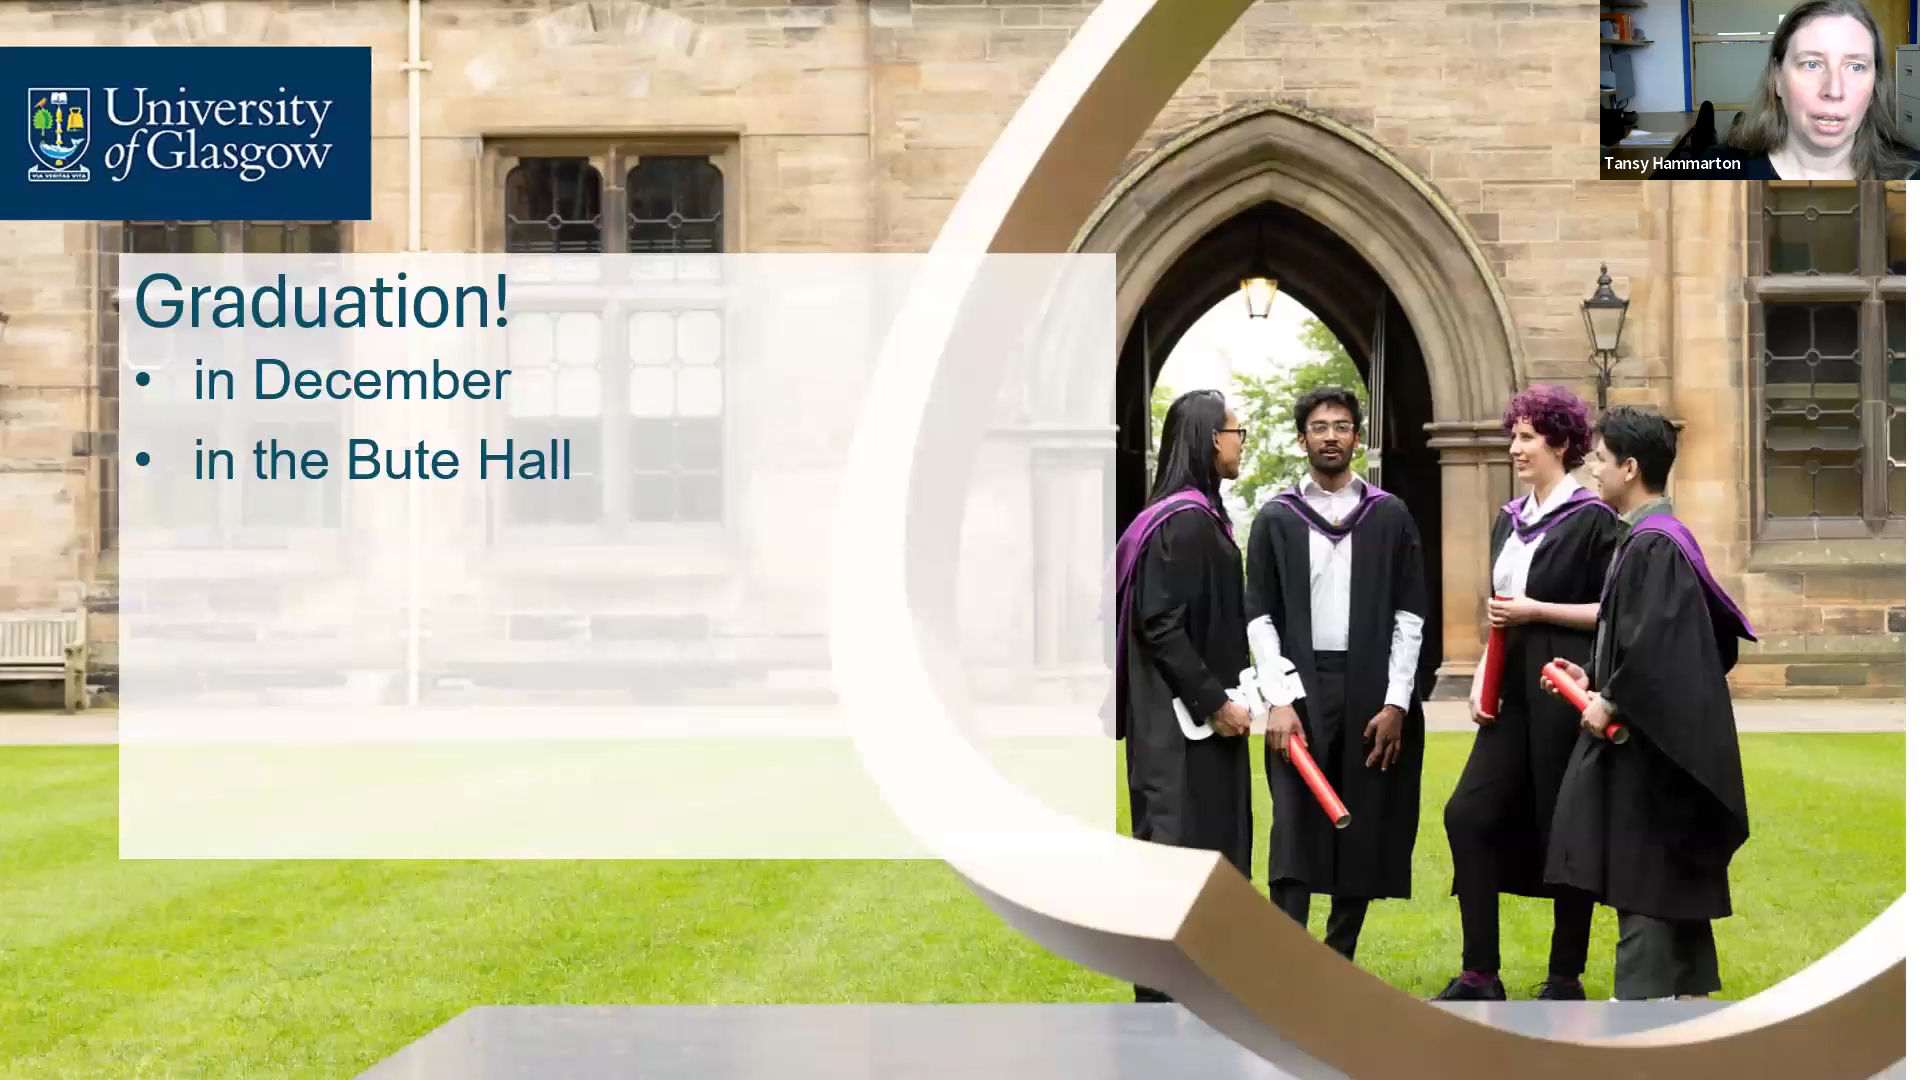 University
of Glasgow
VIA VERITAS VITA
Tansy Hammarton
Graduation!
• in December
• in the Bute Hall